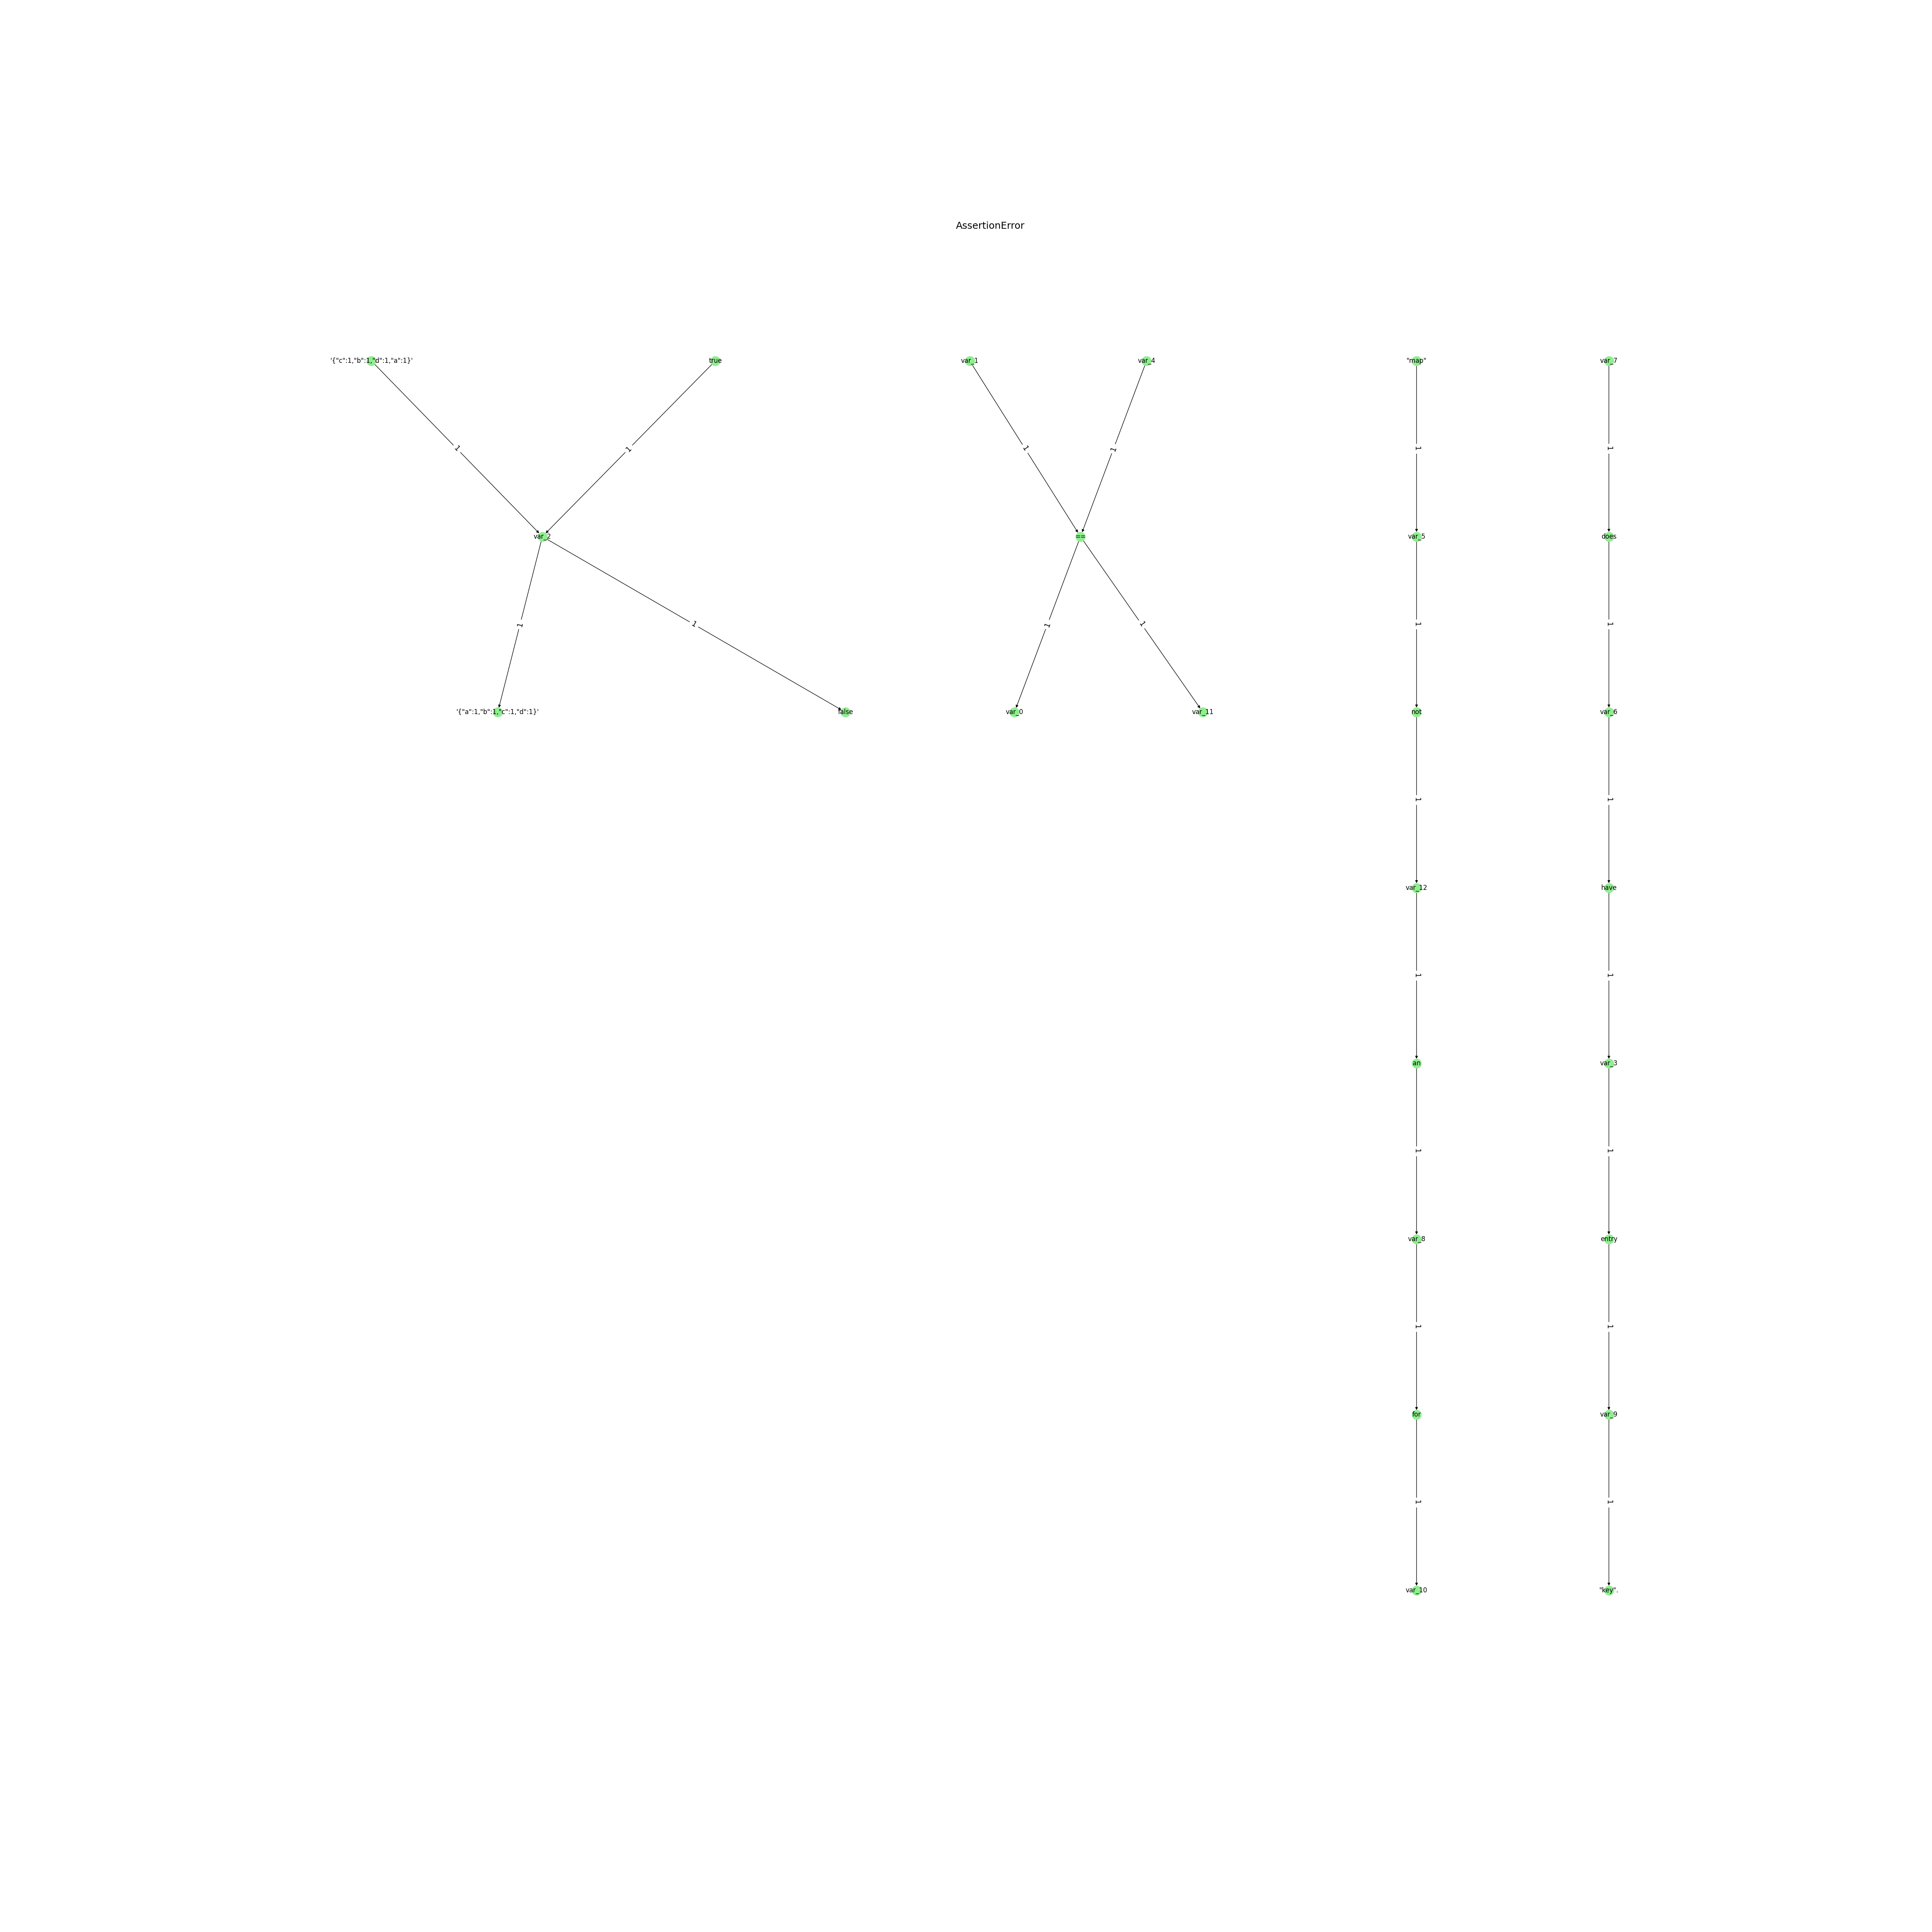 AssertionError
'{"c":1,"b":1,"d":1,"a":1}' true var_1 var_4 "map" var_7
1 1 1 1 1 1
var_2 == var_5 does
1 1 1 1 1 1
'{"a":1,"b":1,"c":1,"d":1}' false var_0 var_11 not var_6
1 1
var_12 have
1 1
an var_3
1 1
var_8 entry
1 1
for var_9
1 1
var_10 "key".